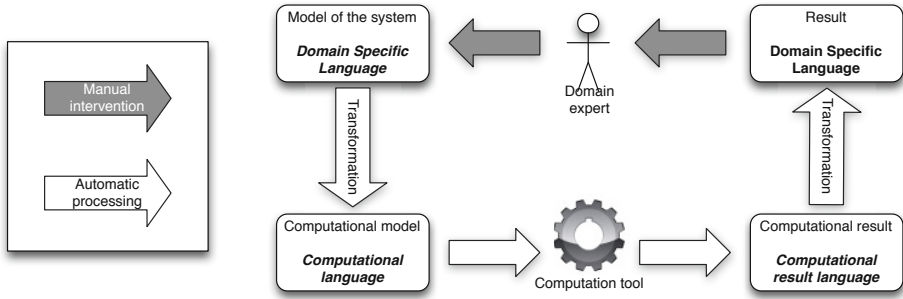 Manual
intervention
Automatic
processing
Model of the system
Domain Specific
Language
Domain
expert
Result
Domain Specific
Language
Transformation
Transformation
Computational model
Computational
language
Computation tool
Computational result
Computational
result language